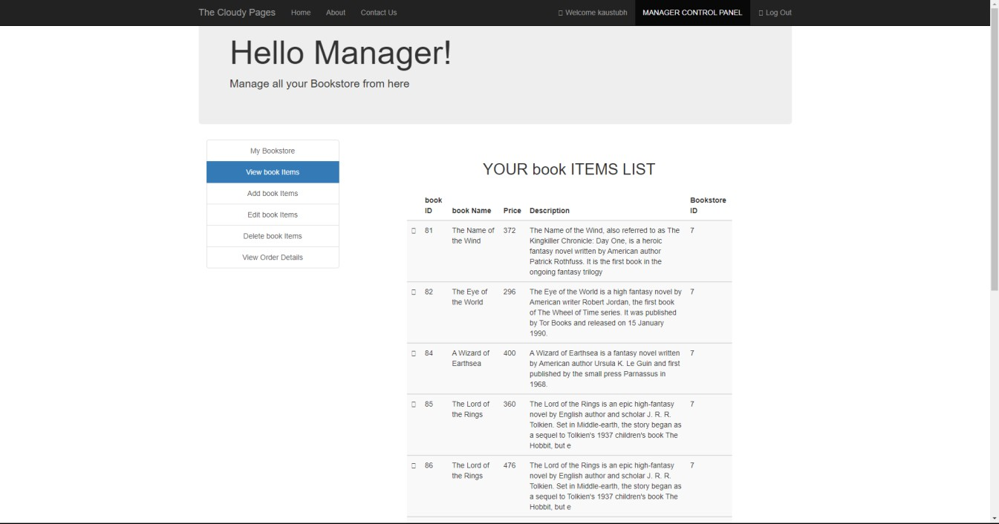 The Cloudy Pages Home About Contact Us Welcome kaustubh MANAGER CONTROL PANEL Log Out
Hello Manager!
Manage all your Bookstore from here
My Bookstore
View book Items
Add book Items
Edit book Items
Delete book Items
View Order Details
YOUR book ITEMS LIST
book ID book Name Price Description Bookstore ID
81 The Name of the Wind 372 The Name of the Wind, also referred to as The
Kingkiller Chronicle: Day One, is a heroic
fantasy novel written by American author
Patrick Rothfuss. It is the first book in the
ongoing fantasy trilogy 7
82 The Eye of the World 296 The Eye of the World is a high fantasy novel by
American writer Robert Jordan, the first book
of The Wheel of Time series. It was published
by Tor Books and released on 15 January
1990. 7
84 A Wizard of Earthsea 400 A Wizard of Earthsea is a fantasy novel written
by American author Ursula K. Le Guin and first
published by the small press Parnassus in
1968. 7
85 The Lord of the Rings 360 The Lord of the Rings is an epic high-fantasy
novel by English author and scholar J. R. R.
Tolkien. Set in Middle-earth, the story began as
a sequel to Tolkien's 1937 children's book The
Hobbit, but e 7
86 The Lord of the Rings 476 The Lord of the Rings is an epic high-fantasy
novel by English author and scholar J. R. R.
Tolkien. Set in Middle-earth, the story began as
a sequel to Tolkien's 1937 children's book The
Hobbit, but e 7